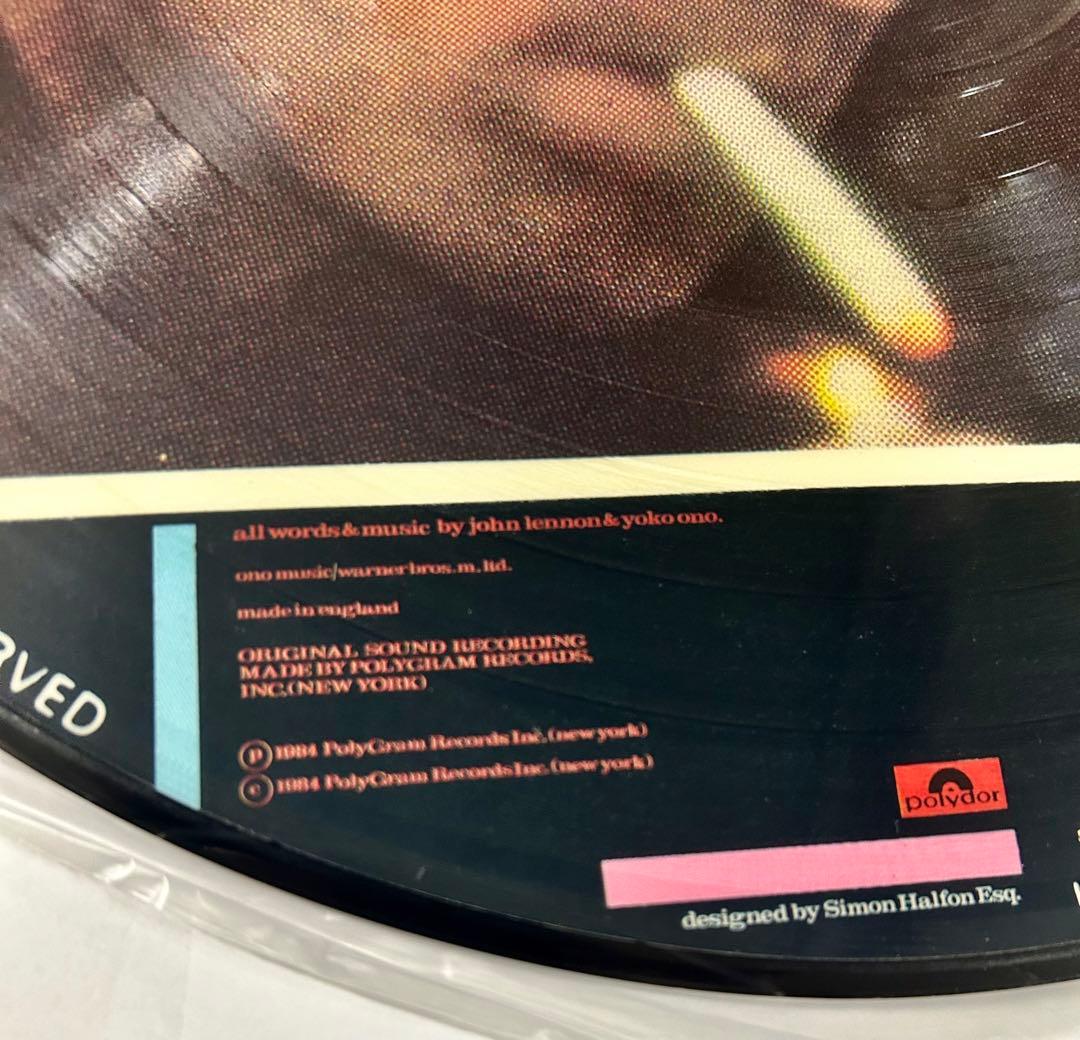 all words & music by john lennon & yoko ono.
ono music/warner bros. m. ltd.
made in england
ORIGINAL SOUND RECORDING
MADE BY POLYGRAM RECORDS,
INC.(NEW YORK)
℗ 1984 PolyGram Records Inc. (new york)
© 1984 PolyGram Records Inc. (new york)
RVED
polydor
designed by Simon Halfon Esq.